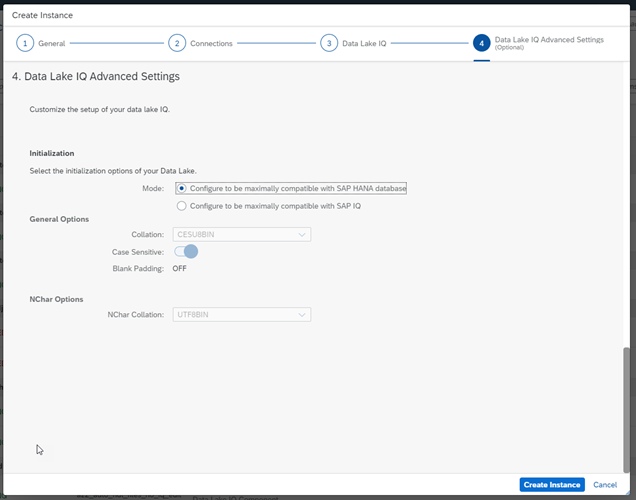 Create Instance
1 General
2 Connections
3 Data Lake IQ
4 Data Lake IQ Advanced Settings
(Optional)
4. Data Lake IQ Advanced Settings
Customize the setup of your data lake IQ.
Initialization
Select the initialization options of your Data Lake.
Mode: Configure to be maximally compatible with SAP HANA database
Configure to be maximally compatible with SAP IQ
General Options
Collation: CESU8BIN
Case Sensitive:
Blank Padding: OFF
NChar Options
NChar Collation: UTF8BIN
Create Instance Cancel